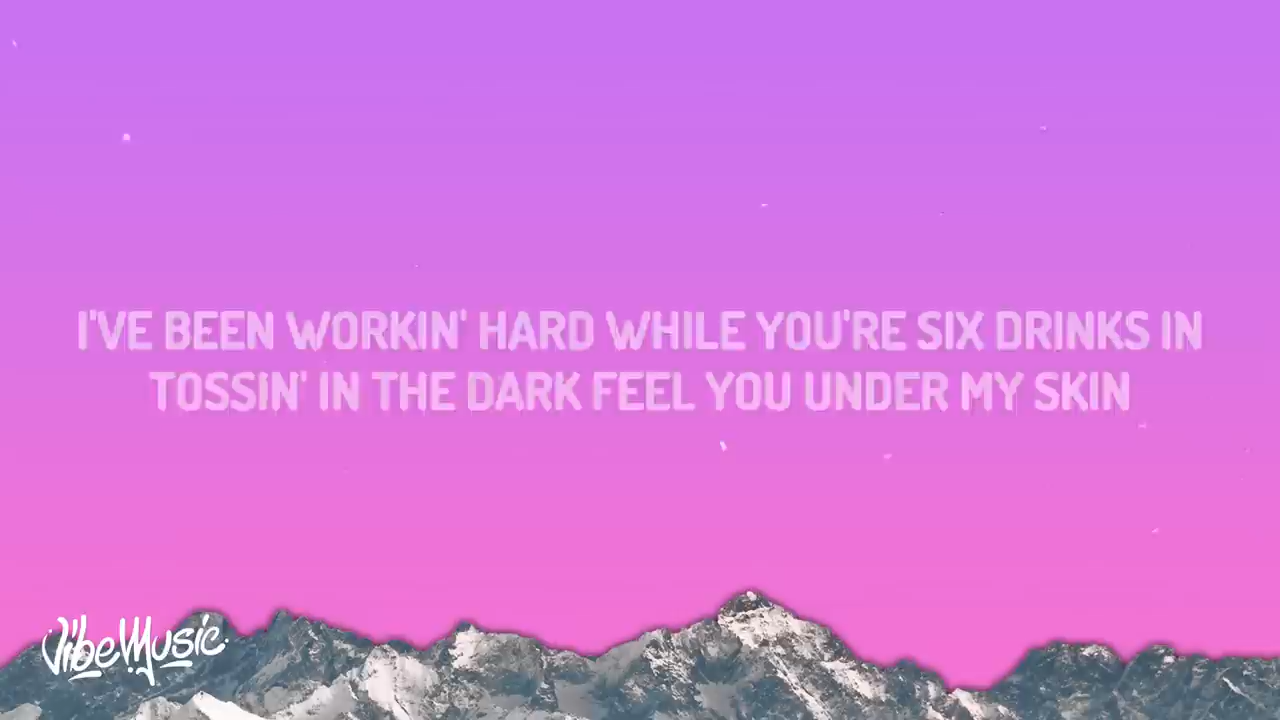 I'VE BEEN WORKIN' HARD WHILE YOU'RE SIX DRINKS IN
TOSSIN' IN THE DARK FEEL YOU UNDER MY SKIN
VibeMusic